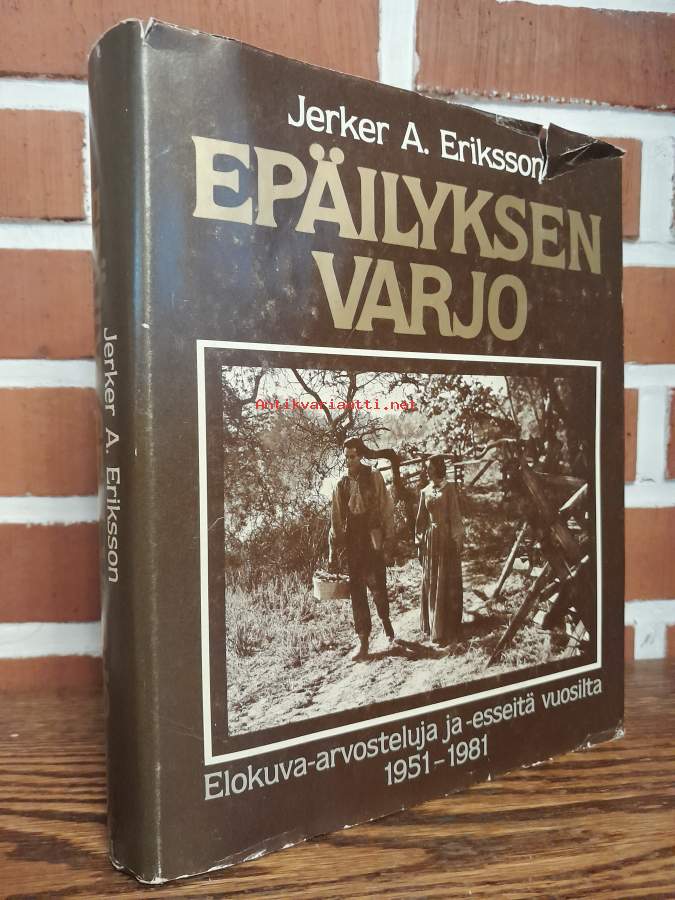 Jerker A. Eriksson
EPÄILYKSEN
VARJO
Antikvariaatti.net
Elokuva-arvosteluja ja -esseitä vuosilta
1951-1981
Jerker A. Eriksson